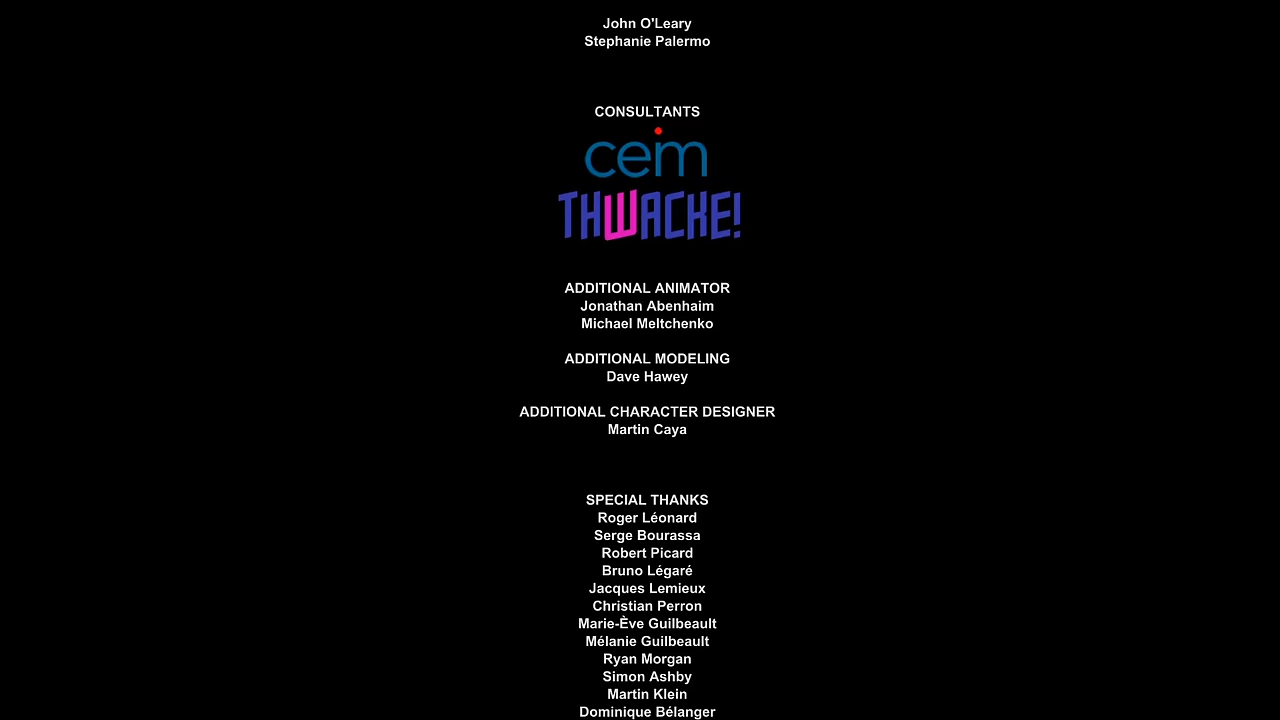 John O'Leary
Stephanie Palermo
CONSULTANTS
ceim
THWACKE!
ADDITIONAL ANIMATOR
Jonathan Abenhaim
Michael Meltchenko
ADDITIONAL MODELING
Dave Hawey
ADDITIONAL CHARACTER DESIGNER
Martin Caya
SPECIAL THANKS
Roger Léonard
Serge Bourassa
Robert Picard
Bruno Légaré
Jacques Lemieux
Christian Perron
Marie-Ève Guilbeault
Mélanie Guilbeault
Ryan Morgan
Simon Ashby
Martin Klein
Dominique Bélanger